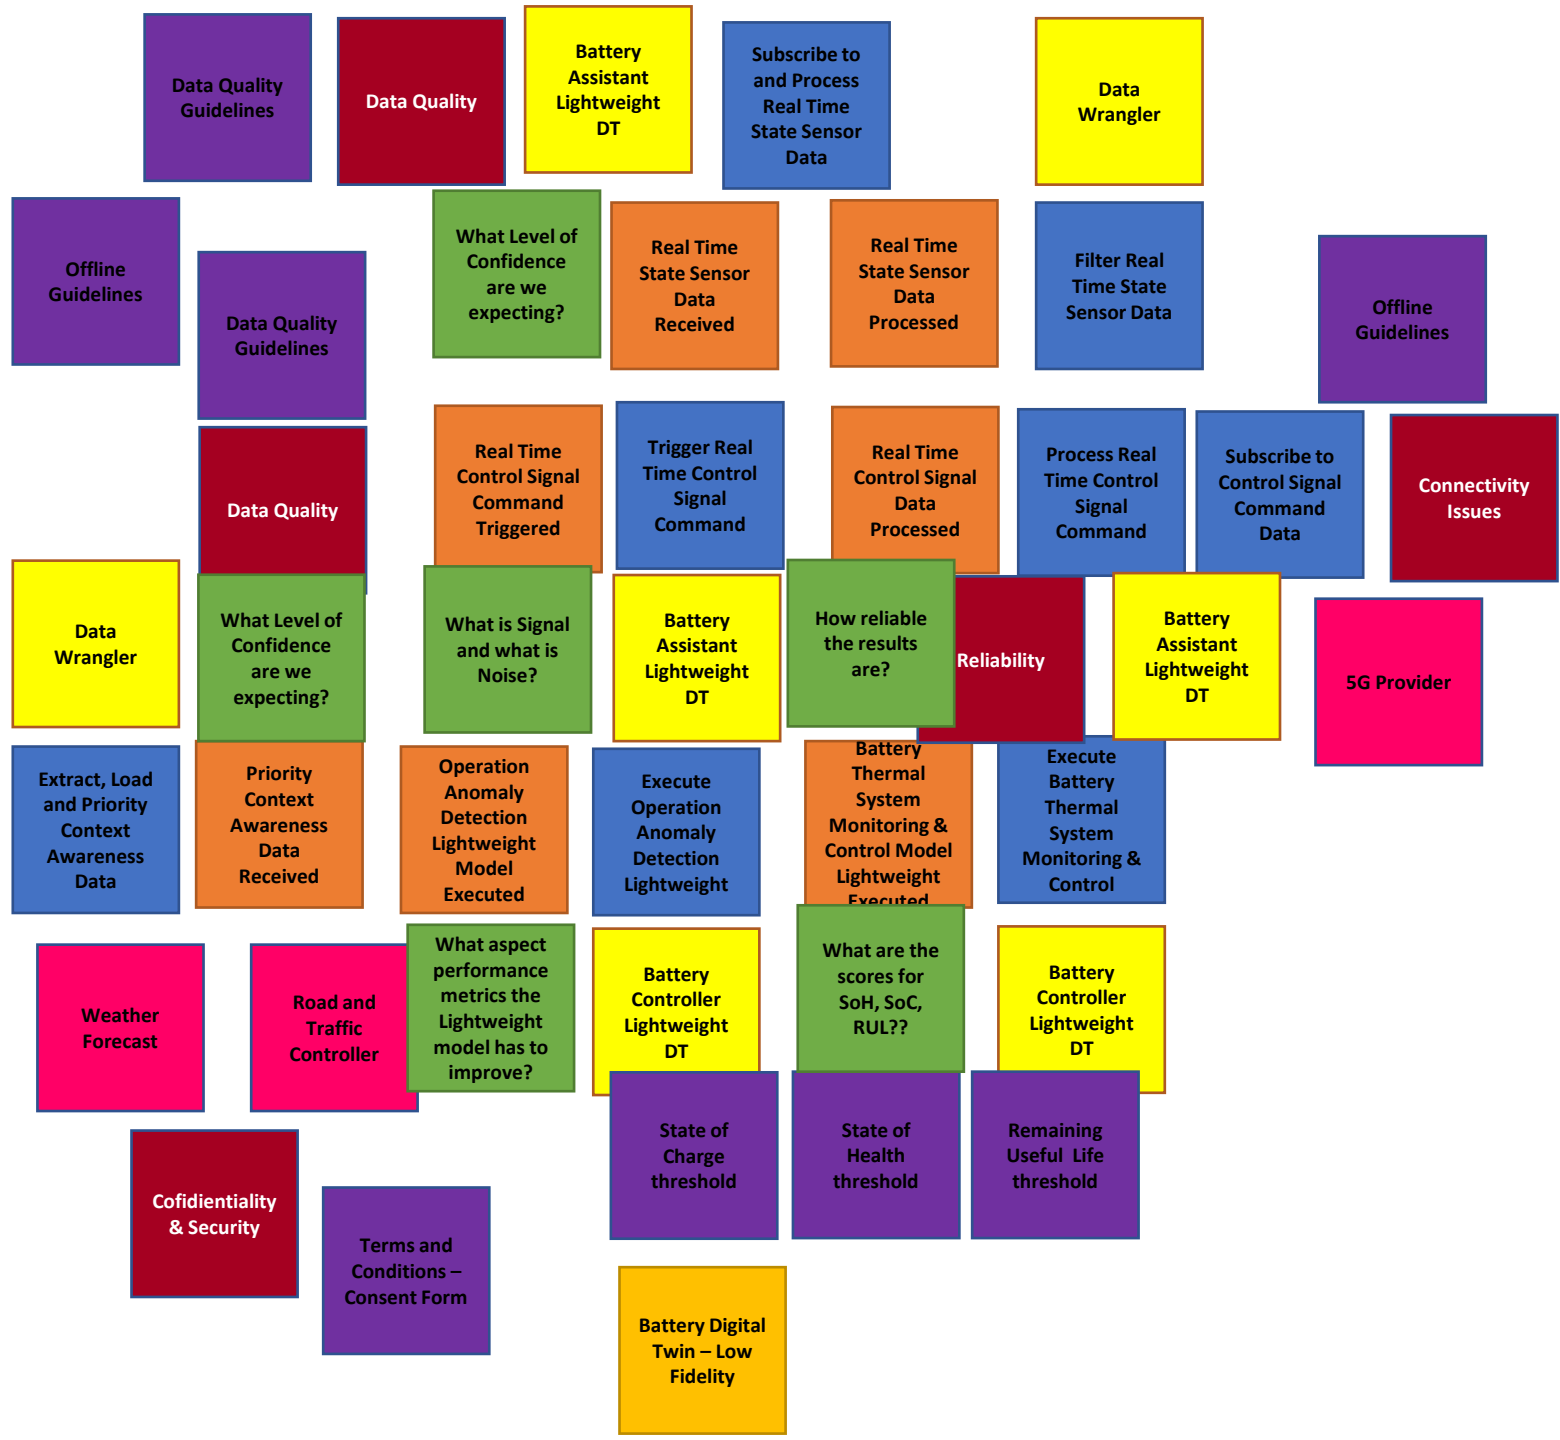 Data Quality
Guidelines
Data Quality
Battery
Assistant
Lightweight
DT
Subscribe to
and Process
Real Time
State Sensor
Data
Data
Wrangler
Offline
Guidelines
Data Quality
Guidelines
What Level of
Confidence
are we
expecting?
Real Time
State Sensor
Data
Received
Real Time
State Sensor
Data
Processed
Filter Real
Time State
Sensor Data
Offline
Guidelines
Data Quality
Real Time
Control Signal
Command
Triggered
Trigger Real
Time Control
Signal
Command
Real Time
Control Signal
Data
Processed
Process Real
Time Control
Signal
Command
Subscribe to
Control Signal
Command
Data
Connectivity
Issues
Data
Wrangler
What Level of
Confidence
are we
expecting?
What is Signal
and what is
Noise?
Battery
Assistant
Lightweight
DT
How reliable
the results
are?
Reliability
Battery
Assistant
Lightweight
DT
5G Provider
Extract, Load
and Priority
Context
Awareness
Data
Priority
Context
Awareness
Data
Received
Operation
Anomaly
Detection
Lightweight
Model
Executed
Execute
Operation
Anomaly
Detection
Lightweight
Battery
Thermal
System
Monitoring &
Control Model
Lightweight
Executed
Execute
Battery
Thermal
System
Monitoring &
Control
Weather
Forecast
Road and
Traffic
Controller
What aspect
performance
metrics the
Lightweight
model has to
improve?
Battery
Controller
Lightweight
DT
What are the
scores for
SoH, SoC,
RUL??
Battery
Controller
Lightweight
DT
State of
Charge
threshold
State of
Health
threshold
Remaining
Useful Life
threshold
Cofidientiality
& Security
Terms and
Conditions –
Consent Form
Battery Digital
Twin – Low
Fidelity